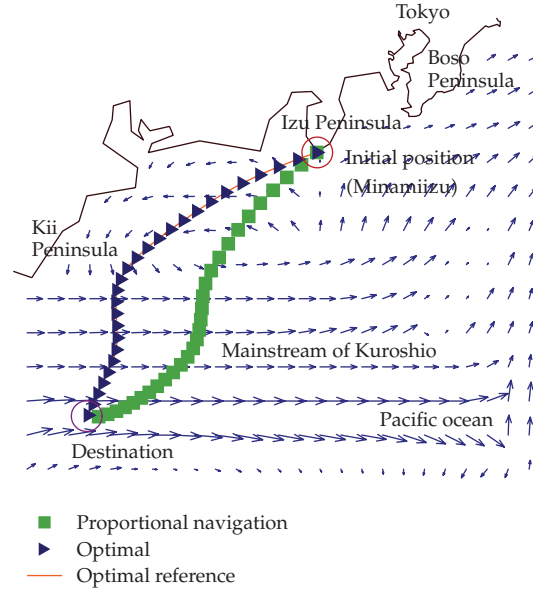 Tokyo
Boso
Peninsula
Izu Peninsula
Initial position
(Minamiizu)
Kii
Peninsula
Mainstream of Kuroshio
Pacific ocean
Destination
Proportional navigation
Optimal
Optimal reference